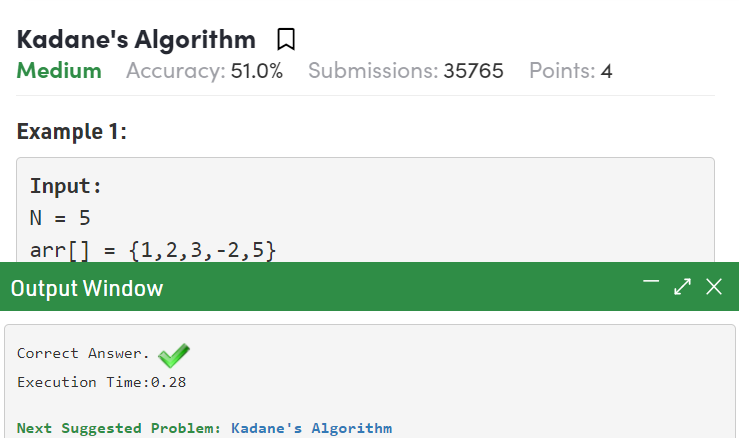 Kadane's Algorithm
Medium Accuracy: 51.0% Submissions: 35765 Points: 4
Example 1:
Input:
N = 5
arr[] = {1,2,3,-2,5}
Output Window
Correct Answer.
Execution Time:0.28
Next Suggested Problem: Kadane's Algorithm